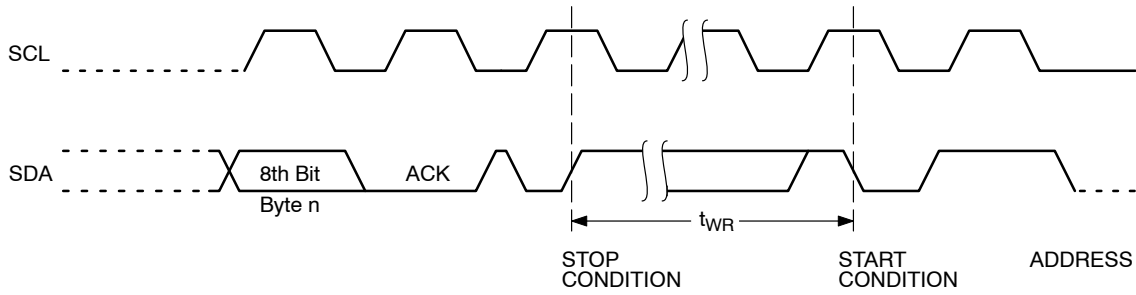 SCL
SDA
8th Bit
Byte n
ACK
tWR
STOP
CONDITION
START
CONDITION
ADDRESS